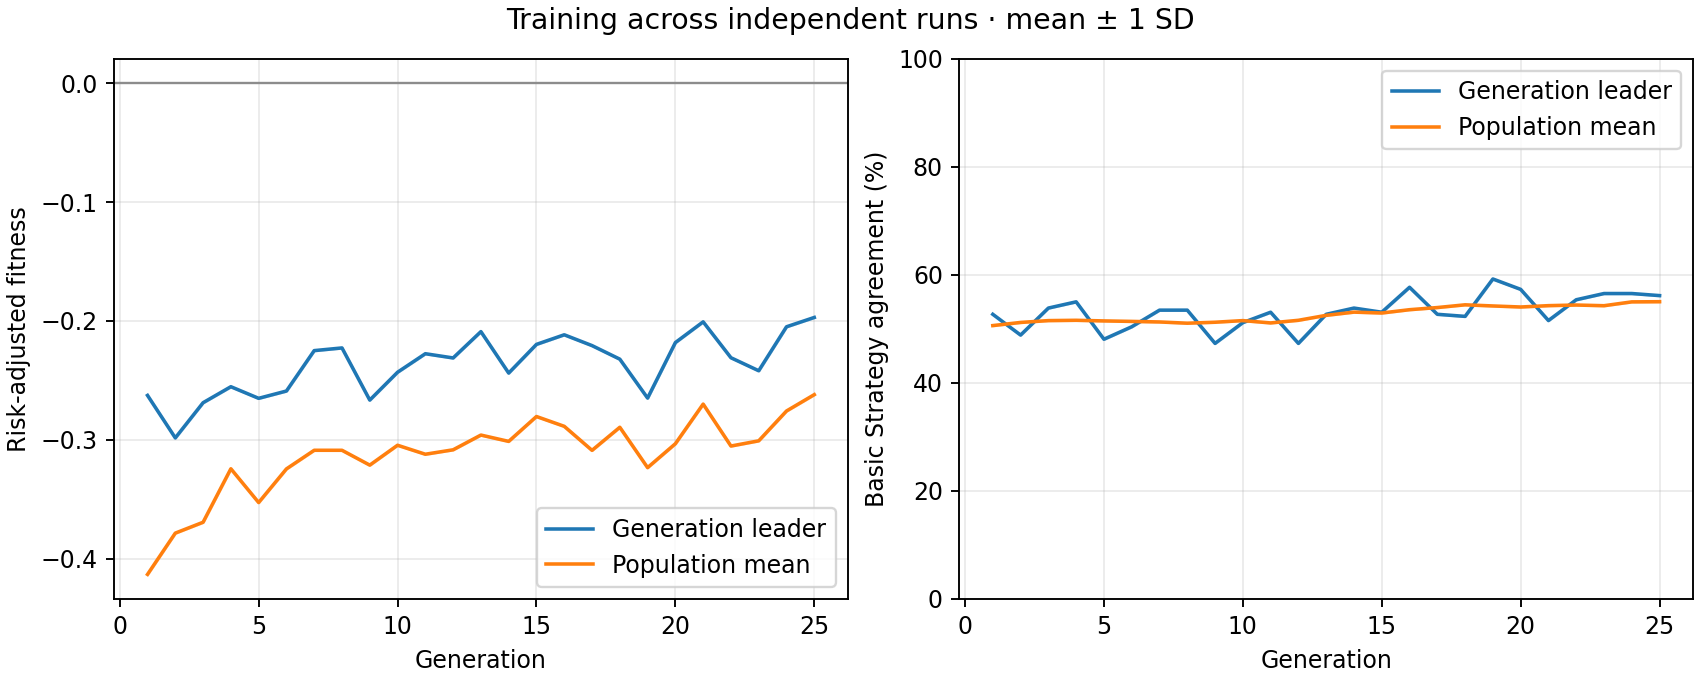 Training across independent runs · mean ± 1 SD
Risk-adjusted fitness
0.0
−0.1
−0.2
−0.3
−0.4
Generation leader
Population mean
0 5 10 15 20 25
Generation
Basic Strategy agreement (%)
100
80
60
40
20
0
Generation leader
Population mean
0 5 10 15 20 25
Generation